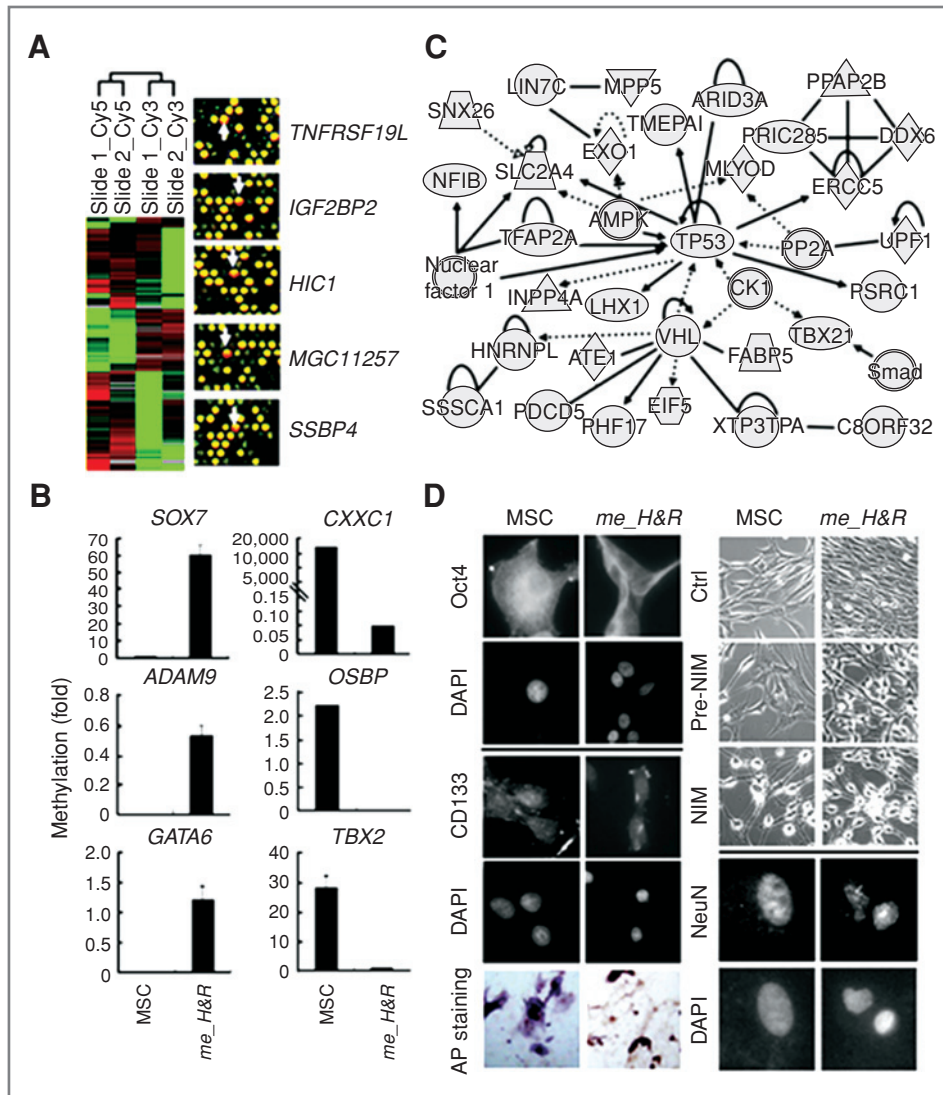 A
Slide 1_Cy5
Slide 2_Cy5
Slide 1_Cy3
Slide 2_Cy3
TNFRSF19L
IGF2BP2
HIC1
MGC11257
SSBP4
B
Methylation (fold)
SOX7
70
60
50
40
30
20
10
0
CXXC1
20,000
10,000
5,000
0.15
0.10
0.05
0
ADAM9
0.8
0.6
0.4
0.2
0
OSBP
2.5
2.0
1.5
1.0
0.5
0
GATA6
2.0
1.5
1.0
0.5
0
MSC
me_H&R
TBX2
40
30
20
10
0
MSC
me_H&R
C
LIN7C
MPP5
ARID3A
PPAP2B
SNX26
TMEPAI
PRIC285
DDX6
EXO1
MLYOD
SLC2A4
NFIB
ERCC5
AMPK
TFAP2A
TP53
PP2A
UPF1
Nuclear
factor 1
INPP4A
LHX1
CK1
PSRC1
HNRNPL
ATE1
VHL
FABP5
TBX21
Smad
SSSCA1
PDCD5
PHF17
EIF5
XTP3TPA
C8ORF32
D
MSC
me_H&R
Oct4
DAPI
CD133
DAPI
AP staining
MSC
me_H&R
Ctrl
Pre-NIM
NIM
NeuN
DAPI